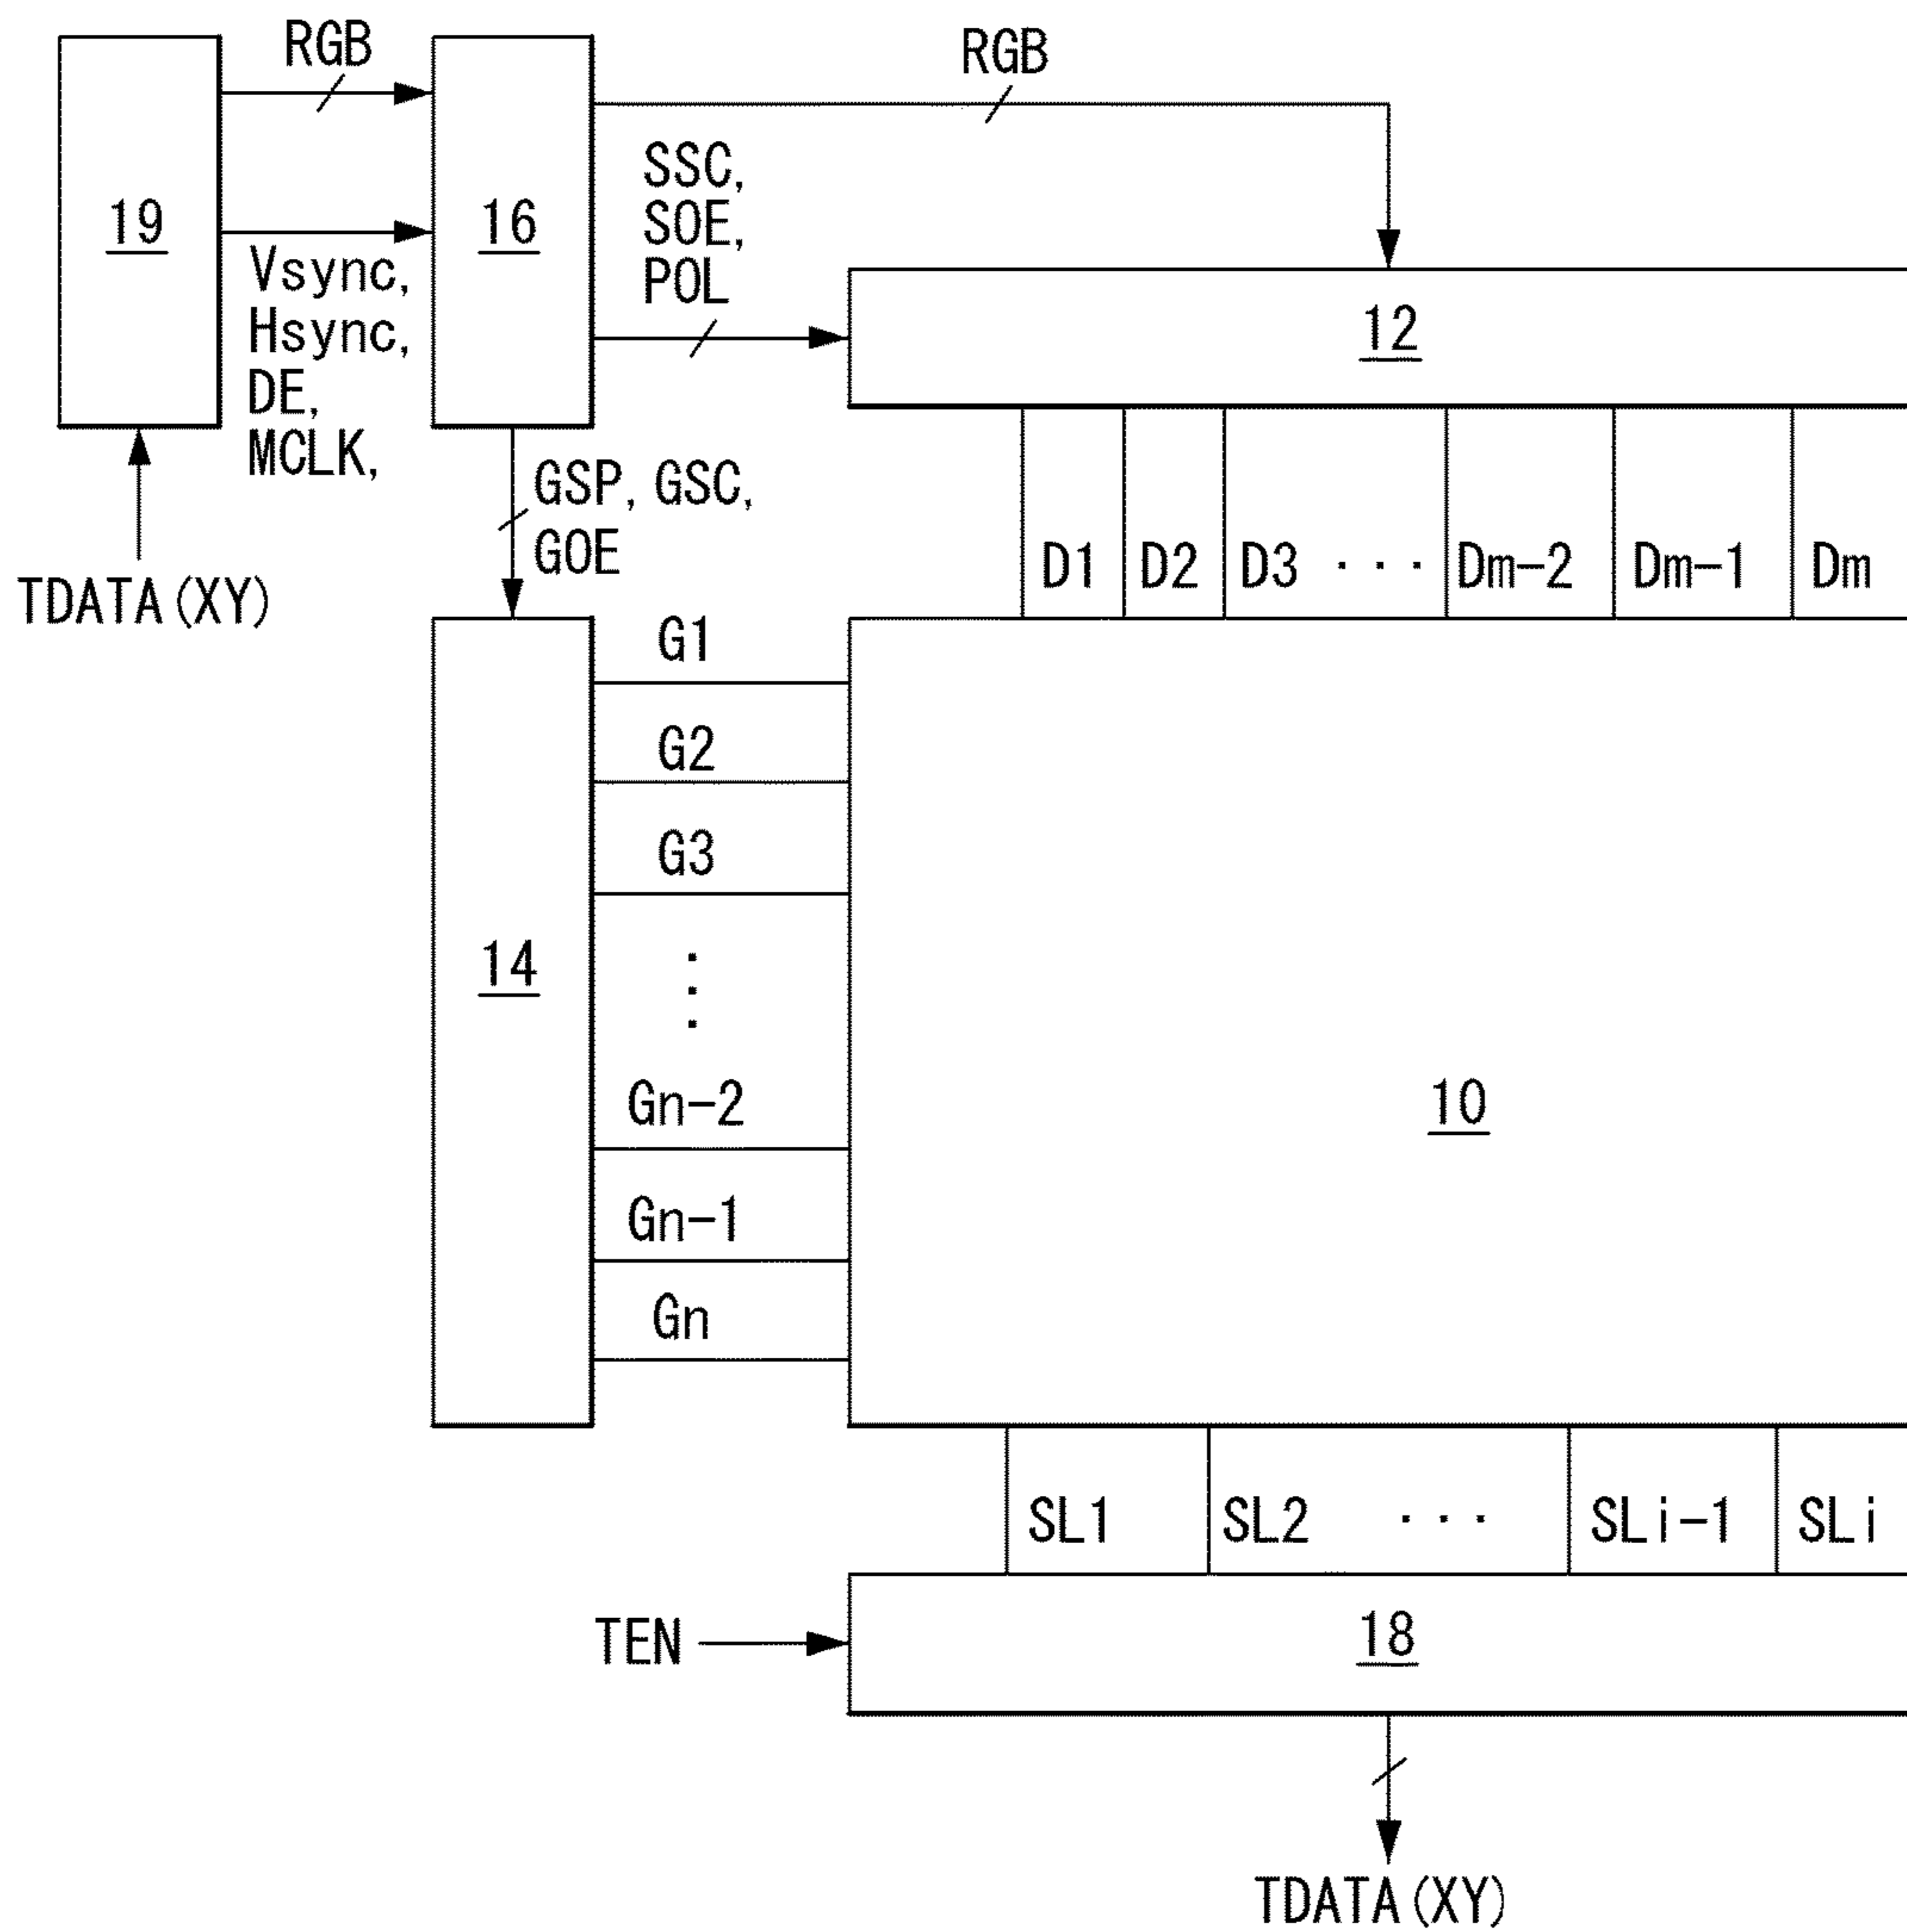 RGB
RGB
19
16
SSC,
SOE,
POL
Vsync,
Hsync,
DE,
MCLK,
12
GSP, GSC,
GOE
TDATA(XY)
D1 D2 D3 ··· Dm-2 Dm-1 Dm
G1
G2
G3
14
Gn-2
Gn-1
Gn
10
SL1 SL2 ··· SLi-1 SLi
TEN
18
TDATA(XY)